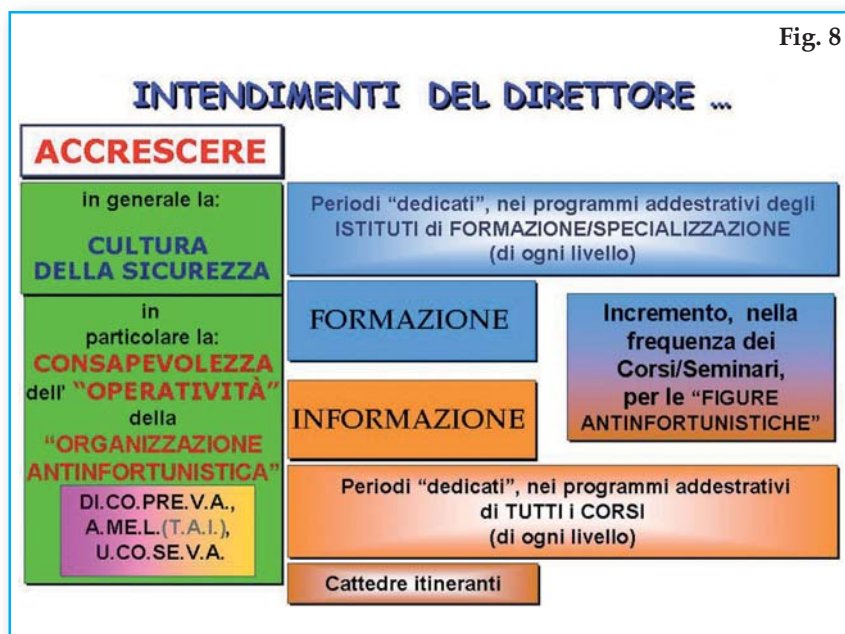 Fig. 8
INTENDIMENTI DEL DIRETTORE ...
ACCRESCERE
in generale la:
CULTURA
DELLA SICUREZZA
in
particolare la:
CONSAPEVOLEZZA
dell' "OPERATIVITÀ"
della
"ORGANIZZAZIONE
ANTINFORTUNISTICA"
DI.CO.PRE.V.A.,
A.ME.L.(T.A.I.),
U.CO.SE.V.A.
Periodi "dedicati", nei programmi addestrativi degli
ISTITUTI di FORMAZIONE/SPECIALIZZAZIONE
(di ogni livello)
FORMAZIONE
INFORMAZIONE
Incremento, nella
frequenza dei
Corsi/Seminari,
per le "FIGURE
ANTINFORTUNISTICHE"
Periodi "dedicati", nei programmi addestrativi
di TUTTI i CORSI
(di ogni livello)
Cattedre itineranti